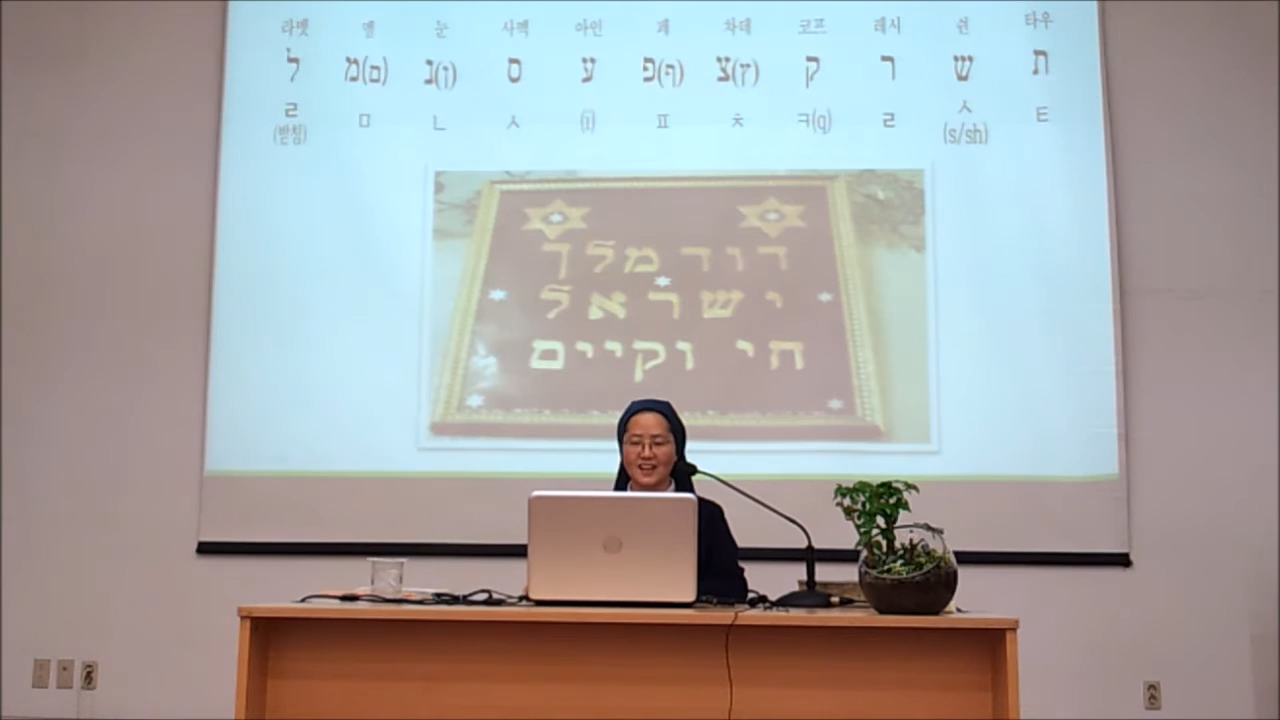 라멧 멤 눈 사멕 아인 페 차데 코프 레시 쉰 타우
ל מ(ם) נ(ן) ס ע פ(ף) צ(ץ) ק ר ש ת
ㄹ ㅁ ㄴ ㅅ (ì) ㅍ ㅊ ㅋ(q) ㄹ ㅅ ㅌ
(받침) (s/sh)
דוד מלך
ישראל
חי וקיים